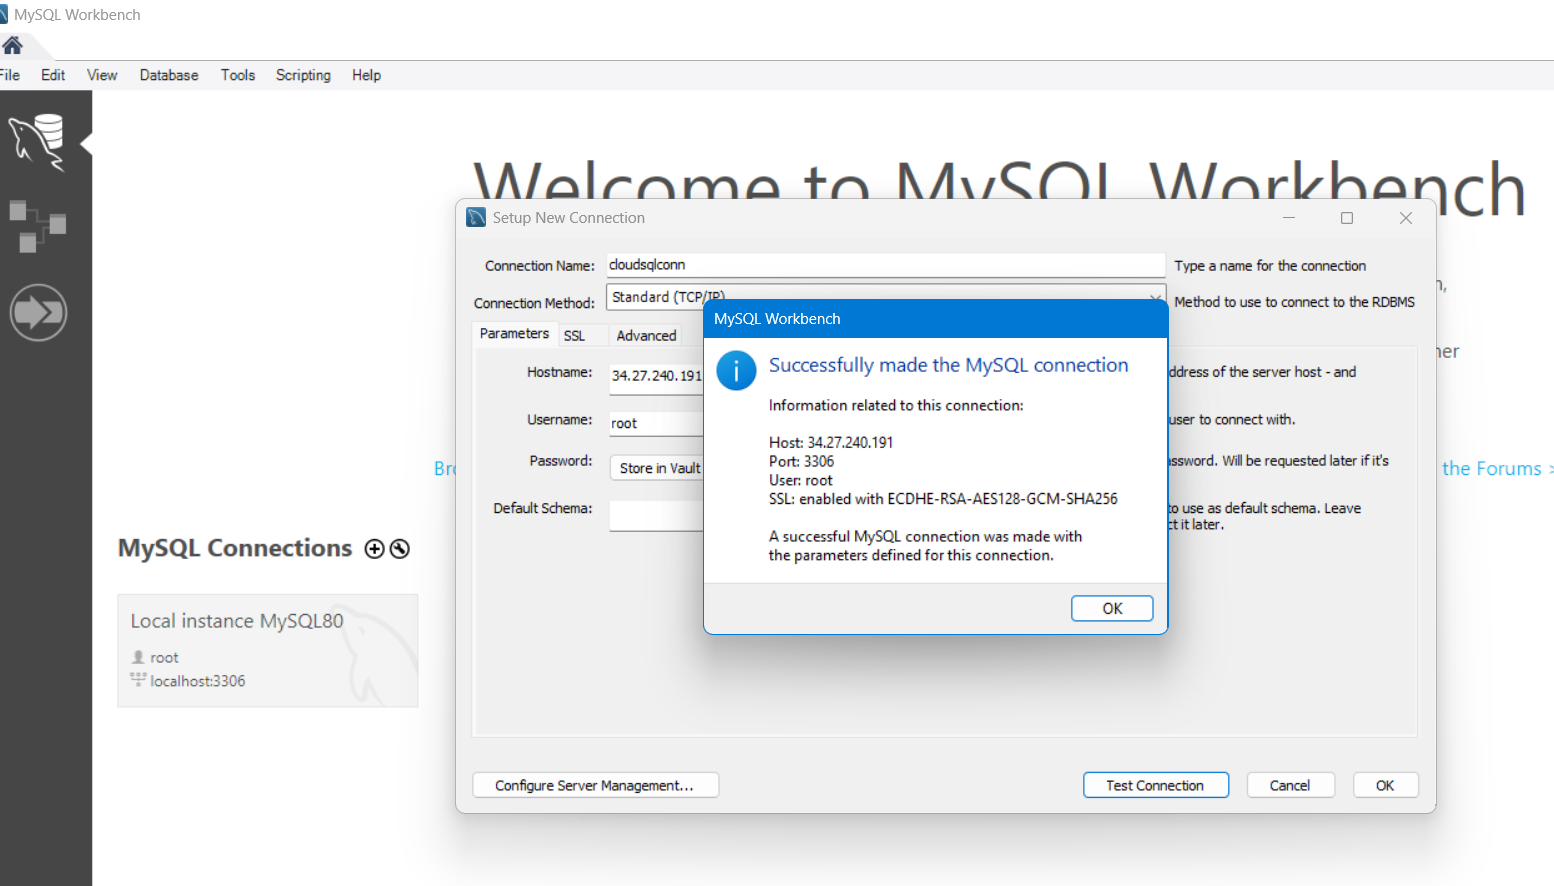 MySQL Workbench
File Edit View Database Tools Scripting Help
Welcome to MySQL Workbench
Setup New Connection
Connection Name: cloudsqlconn Type a name for the connection
Connection Method: Standard (TCP/IP) Method to use to connect to the RDBMS
Parameters SSL Advanced
Hostname: 34.27.240.191 ddress of the server host - and
Username: root user to connect with.
Password: Store in Vault ssword. Will be requested later if it's
Default Schema: to use as default schema. Leave
ct it later.
MySQL Workbench
Successfully made the MySQL connection
Information related to this connection:
Host: 34.27.240.191
Port: 3306
User: root
SSL: enabled with ECDHE-RSA-AES128-GCM-SHA256
A successful MySQL connection was made with
the parameters defined for this connection.
OK
Configure Server Management... Test Connection Cancel OK
the Forums >
MySQL Connections
Local instance MySQL80
root
localhost:3306